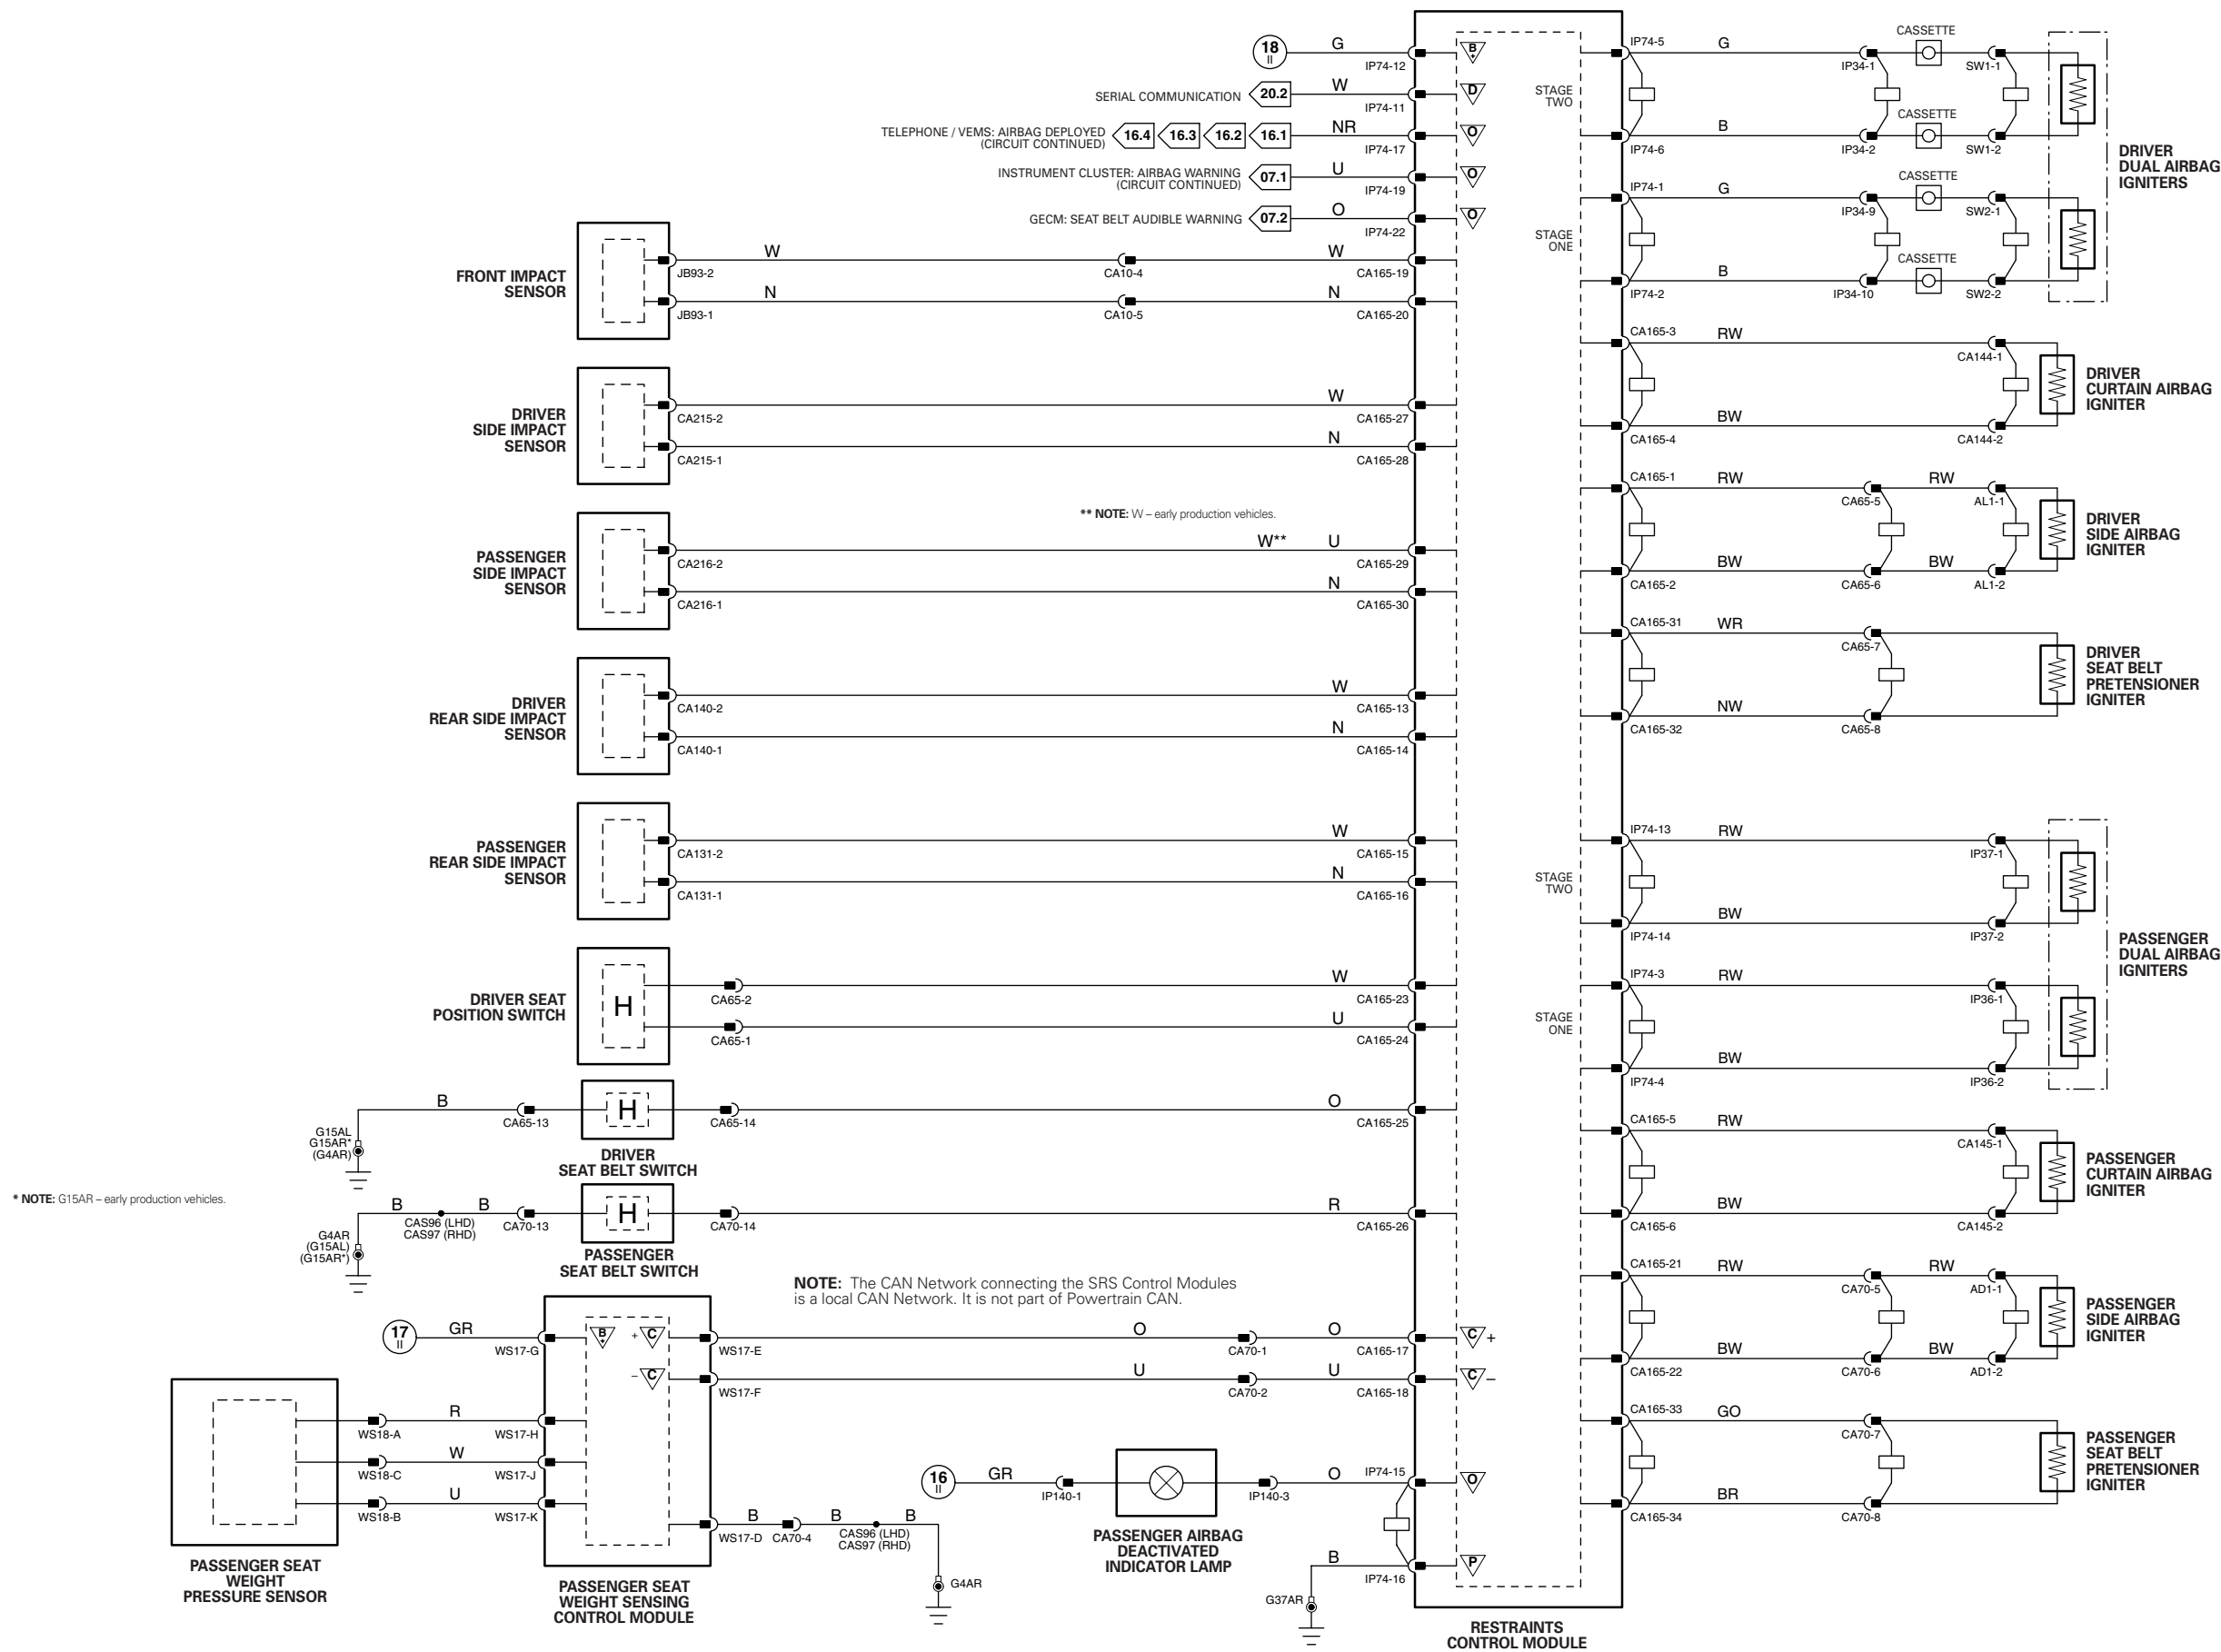 18
II
G
IP74-12
B
+
SERIAL COMMUNICATION
20.2
W
IP74-11
D
TELEPHONE / VEMS: AIRBAG DEPLOYED
(CIRCUIT CONTINUED)
16.4
16.3
16.2
16.1
NR
IP74-17
O
INSTRUMENT CLUSTER: AIRBAG WARNING
(CIRCUIT CONTINUED)
07.1
U
IP74-19
O
GECM: SEAT BELT AUDIBLE WARNING
07.2
O
IP74-22
O
FRONT IMPACT
SENSOR
JB93-2
W
CA10-4
W
CA165-19
JB93-1
N
CA10-5
N
CA165-20
DRIVER
SIDE IMPACT
SENSOR
CA215-2
W
CA165-27
CA215-1
N
CA165-28
** NOTE: W – early production vehicles.
PASSENGER
SIDE IMPACT
SENSOR
CA216-2
W**
U
CA165-29
CA216-1
N
CA165-30
DRIVER
REAR SIDE IMPACT
SENSOR
CA140-2
W
CA165-13
CA140-1
N
CA165-14
PASSENGER
REAR SIDE IMPACT
SENSOR
CA131-2
W
CA165-15
CA131-1
N
CA165-16
DRIVER SEAT
POSITION SWITCH
H
CA65-2
W
CA165-23
CA65-1
U
CA165-24
G15AL
G15AR*
(G4AR)
B
CA65-13
H
CA65-14
O
CA165-25
DRIVER
SEAT BELT SWITCH
* NOTE: G15AR – early production vehicles.
G4AR
(G15AL)
(G15AR*)
B
CAS96 (LHD)
CAS97 (RHD)
B
CA70-13
H
CA70-14
R
CA165-26
PASSENGER
SEAT BELT SWITCH
NOTE: The CAN Network connecting the SRS Control Modules
is a local CAN Network. It is not part of Powertrain CAN.
17
II
GR
WS17-G
B
+
+
C
WS17-E
O
CA70-1
O
CA165-17
C
+
–
C
WS17-F
U
CA70-2
U
CA165-18
C
–
WS18-A
R
WS17-H
WS18-C
W
WS17-J
WS18-B
U
WS17-K
PASSENGER SEAT
WEIGHT
PRESSURE SENSOR
WS17-D
B
CA70-4
B
CAS96 (LHD)
CAS97 (RHD)
B
G4AR
PASSENGER SEAT
WEIGHT SENSING
CONTROL MODULE
16
II
GR
IP140-1
IP140-3
O
IP74-15
O
PASSENGER AIRBAG
DEACTIVATED
INDICATOR LAMP
G37AR
B
IP74-16
P
RESTRAINTS
CONTROL MODULE
STAGE
TWO
IP74-5
G
IP34-1
CASSETTE
SW1-1
IP74-6
B
IP34-2
CASSETTE
SW1-2
DRIVER
DUAL AIRBAG
IGNITERS
STAGE
ONE
IP74-1
G
IP34-9
CASSETTE
SW2-1
IP74-2
B
IP34-10
CASSETTE
SW2-2
CA165-3
RW
CA144-1
CA165-4
BW
CA144-2
DRIVER
CURTAIN AIRBAG
IGNITER
CA165-1
RW
CA65-5
RW
AL1-1
CA165-2
BW
CA65-6
BW
AL1-2
DRIVER
SIDE AIRBAG
IGNITER
CA165-31
WR
CA65-7
CA165-32
NW
CA65-8
DRIVER
SEAT BELT
PRETENSIONER
IGNITER
STAGE
TWO
IP74-13
RW
IP37-1
IP74-14
BW
IP37-2
PASSENGER
DUAL AIRBAG
IGNITERS
STAGE
ONE
IP74-3
RW
IP36-1
IP74-4
BW
IP36-2
CA165-5
RW
CA145-1
CA165-6
BW
CA145-2
PASSENGER
CURTAIN AIRBAG
IGNITER
CA165-21
RW
CA70-5
RW
AD1-1
CA165-22
BW
CA70-6
BW
AD1-2
PASSENGER
SIDE AIRBAG
IGNITER
CA165-33
GO
CA70-7
CA165-34
BR
CA70-8
PASSENGER
SEAT BELT
PRETENSIONER
IGNITER